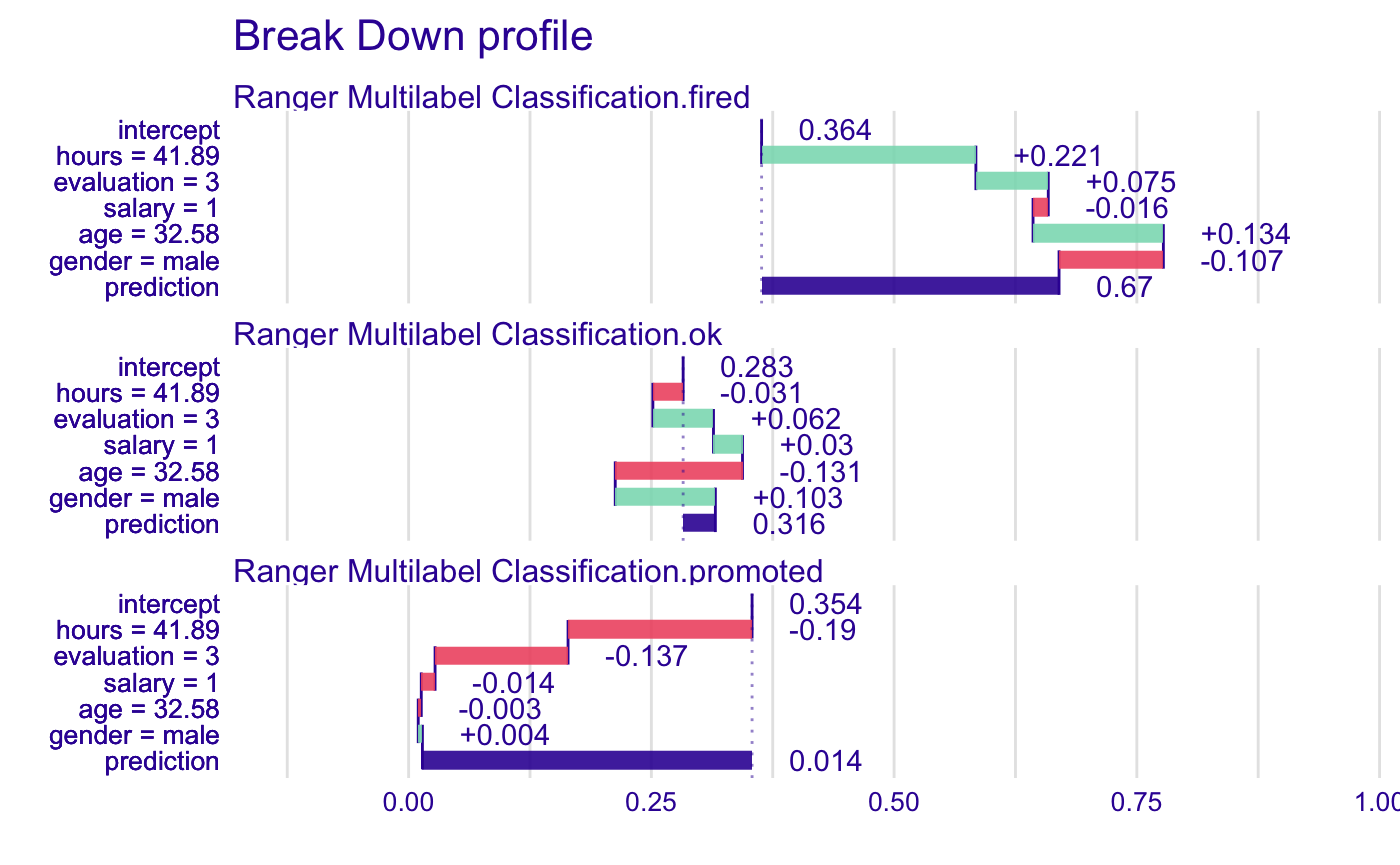 Break Down profile
Ranger Multilabel Classification.fired
intercept 0.364
hours = 41.89 +0.221
evaluation = 3 +0.075
salary = 1 -0.016
age = 32.58 +0.134
gender = male -0.107
prediction 0.67
Ranger Multilabel Classification.ok
intercept 0.283
hours = 41.89 -0.031
evaluation = 3 +0.062
salary = 1 +0.03
age = 32.58 -0.131
gender = male +0.103
prediction 0.316
Ranger Multilabel Classification.promoted
intercept 0.354
hours = 41.89 -0.19
evaluation = 3 -0.137
salary = 1 -0.014
age = 32.58 -0.003
gender = male +0.004
prediction 0.014
0.00 0.25 0.50 0.75 1.00